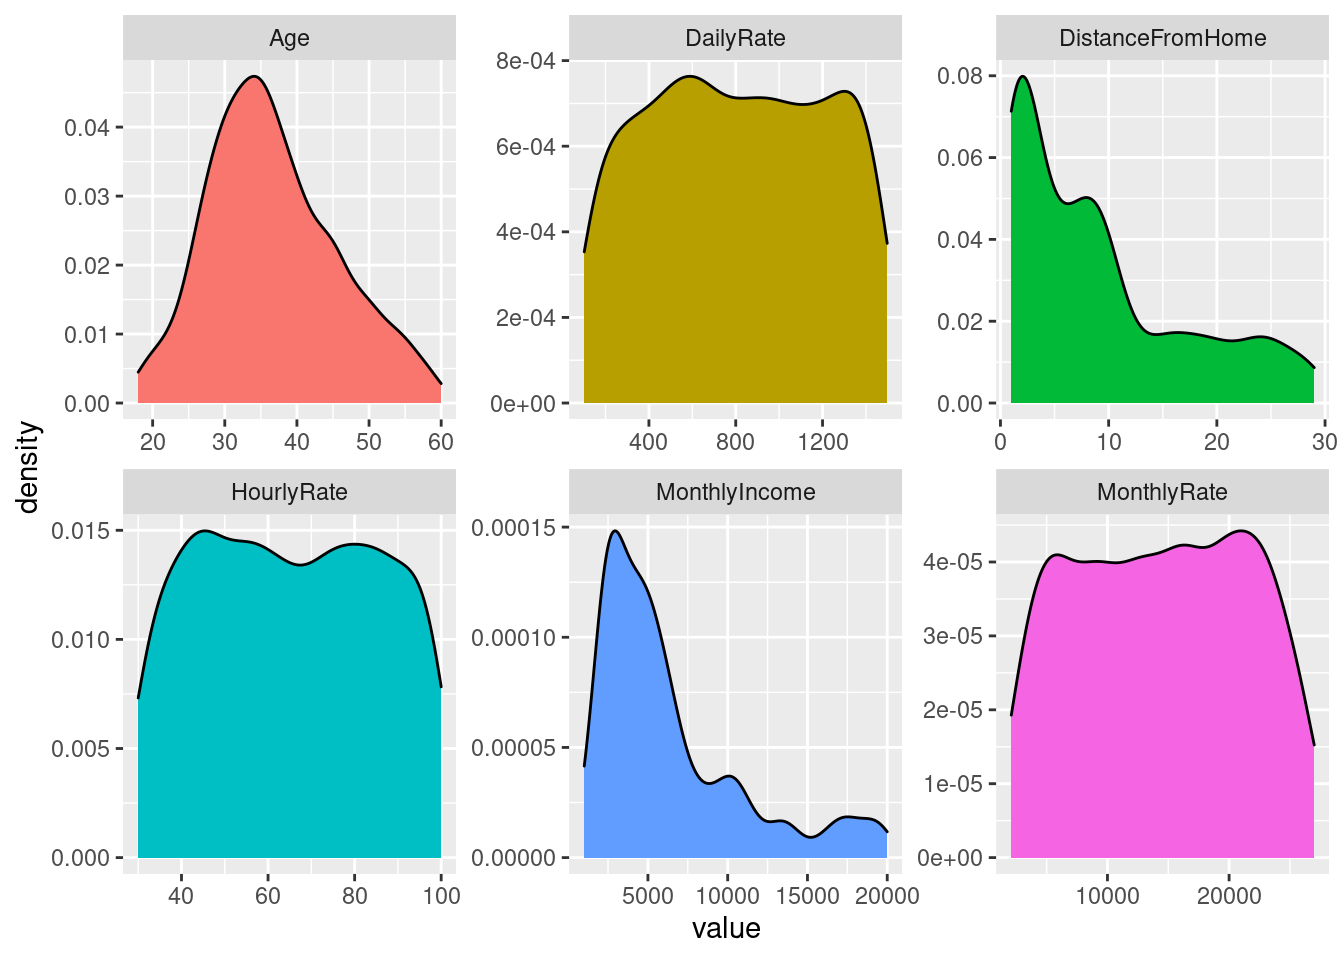 Age
DailyRate
DistanceFromHome
0.04
0.03
0.02
0.01
0.00
8e-04
6e-04
4e-04
2e-04
0e+00
0.08
0.06
0.04
0.02
0.00
20 30 40 50 60
400 800 1200
0 10 20 30
density
HourlyRate
MonthlyIncome
MonthlyRate
0.015
0.010
0.005
0.000
0.00015
0.00010
0.00005
0.00000
4e-05
3e-05
2e-05
1e-05
0e+00
40 60 80 100
5000 10000 15000 20000
10000 20000
value